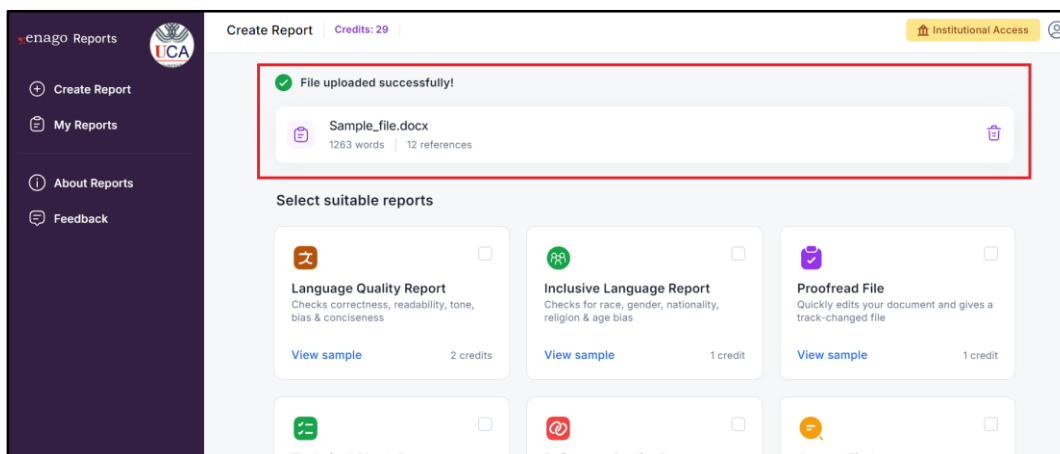 enago Reports
UCA
Create Report
My Reports
About Reports
Feedback
Create Report
Credits: 29
Institutional Access
File uploaded successfully!
Sample_file.docx
1263 words
12 references
Select suitable reports
文
Language Quality Report
Checks correctness, readability, tone,
bias & conciseness
View sample
2 credits
Inclusive Language Report
Checks for race, gender, nationality,
religion & age bias
View sample
1 credit
Proofread File
Quickly edits your document and gives a
track-changed file
View sample
1 credit